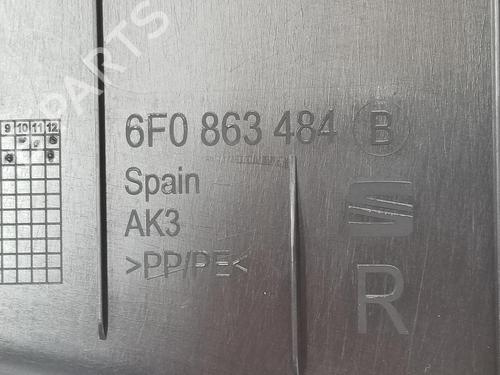 PARTS
9 10 11 12
6F0 863 484 B
Spain
AK3
>PP/PE<
R